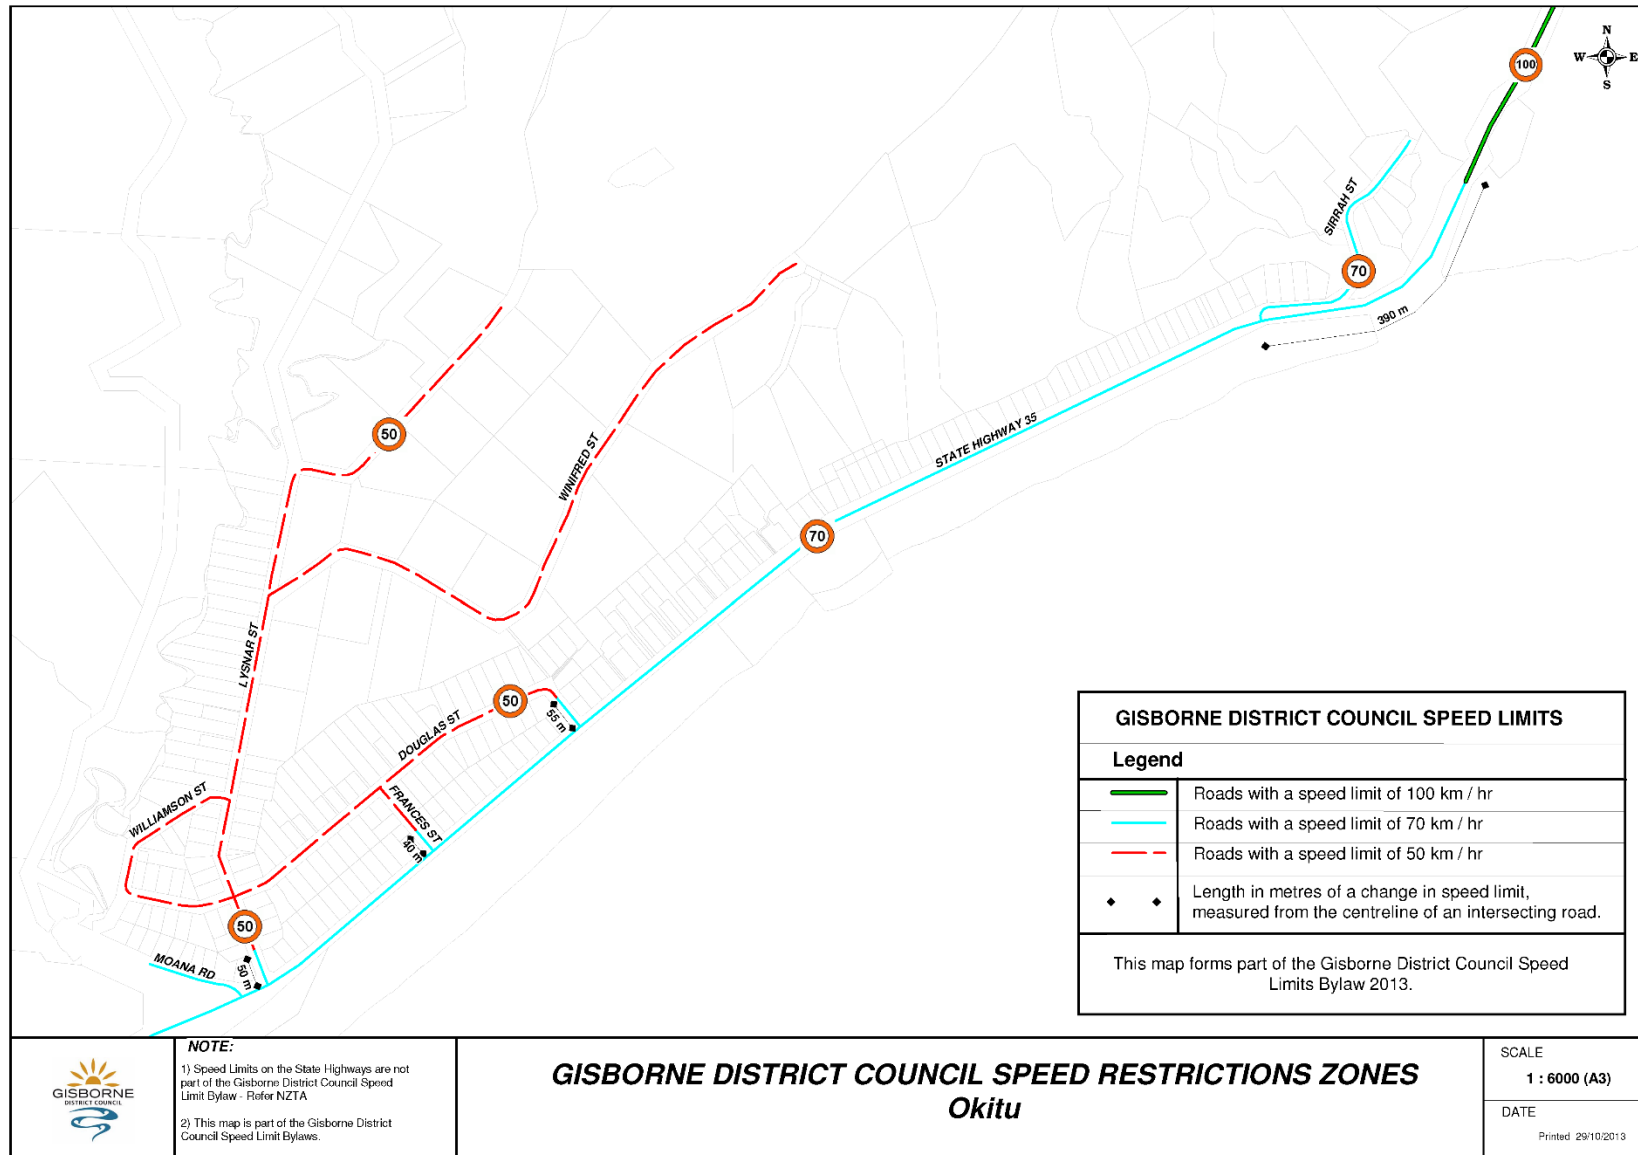 N
W E
S
100
SIRRAH ST
70
390 m
STATE HIGHWAY 35
50
WINIFRED ST
70
LYSNAR ST
50
55 m
DOUGLAS ST
WILLIAMSON ST
FRANCES ST
40 m
50
MOANA RD
50 m
GISBORNE DISTRICT COUNCIL SPEED LIMITS
Legend
Roads with a speed limit of 100 km / hr
Roads with a speed limit of 70 km / hr
Roads with a speed limit of 50 km / hr
Length in metres of a change in speed limit,
measured from the centreline of an intersecting road.
This map forms part of the Gisborne District Council Speed
Limits Bylaw 2013.
GISBORNE
DISTRICT COUNCIL
NOTE:
1) Speed Limits on the State Highways are not
part of the Gisborne District Council Speed
Limit Bylaw - Refer NZTA
2) This map is part of the Gisborne District
Council Speed Limit Bylaws.
GISBORNE DISTRICT COUNCIL SPEED RESTRICTIONS ZONES
Okitu
SCALE
1 : 6000 (A3)
DATE
Printed 29/10/2013